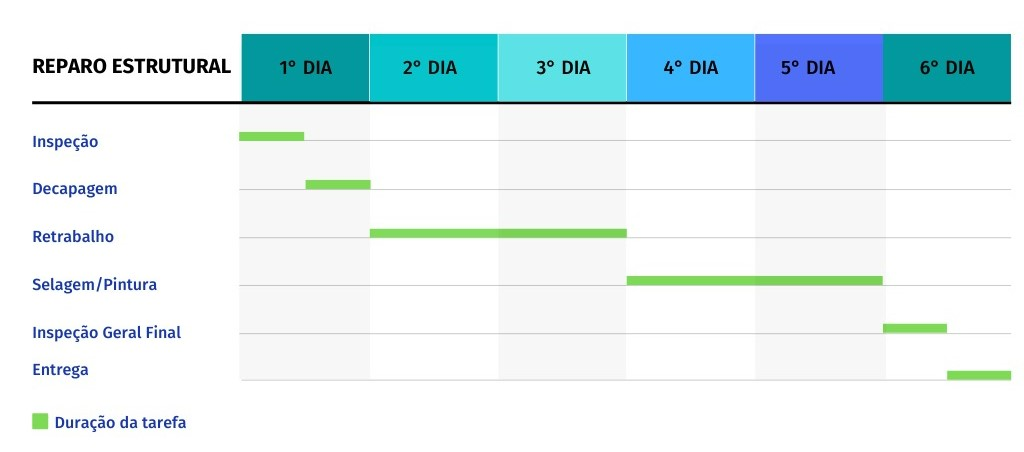 REPARO ESTRUTURAL 1° DIA 2° DIA 3° DIA 4° DIA 5° DIA 6° DIA
Inspeção
Decapagem
Retrabalho
Selagem/Pintura
Inspeção Geral Final
Entrega
Duração da tarefa